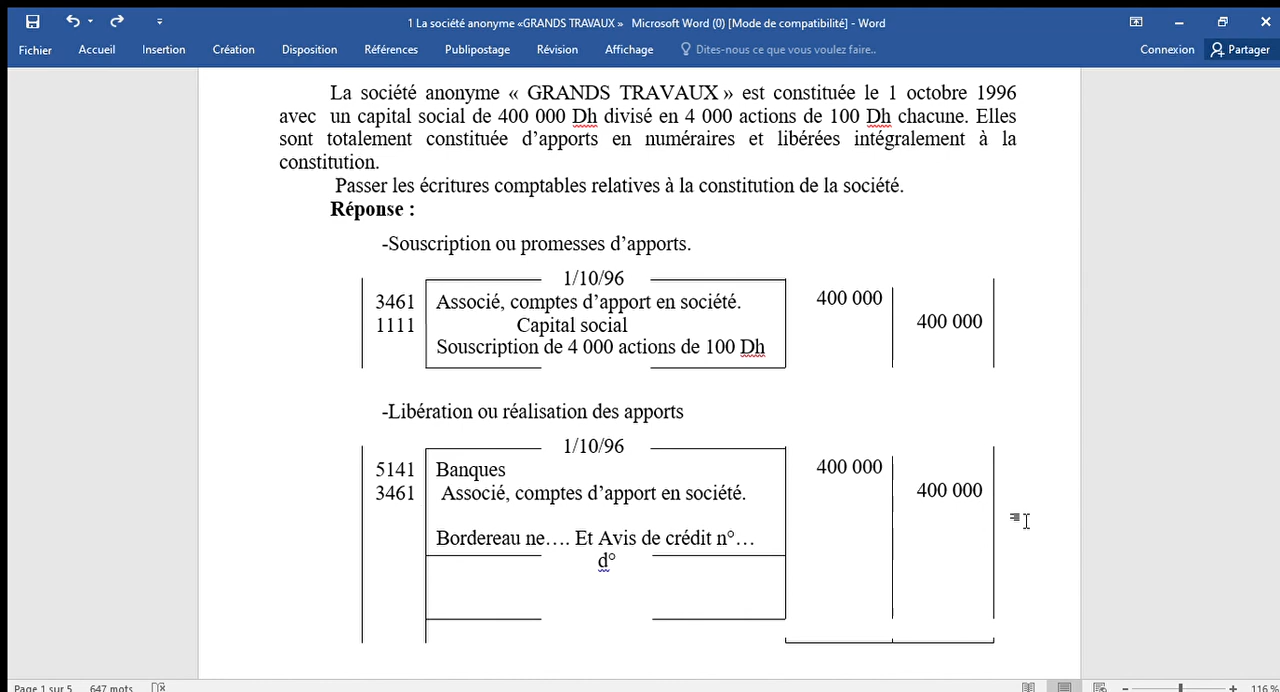 1 La société anonyme «GRANDS TRAVAUX » Microsoft Word (0) [Mode de compatibilité] - Word
Fichier Accueil Insertion Création Disposition Références Publipostage Révision Affichage Dites-nous ce que vous voulez faire.. Connexion Partager
La société anonyme « GRANDS TRAVAUX » est constituée le 1 octobre 1996
avec un capital social de 400 000 Dh divisé en 4 000 actions de 100 Dh chacune. Elles
sont totalement constituée d’apports en numéraires et libérées intégralement à la
constitution.
Passer les écritures comptables relatives à la constitution de la société.
Réponse :
-Souscription ou promesses d’apports.
1/10/96
3461 Associé, comptes d’apport en société. 400 000
1111 Capital social 400 000
Souscription de 4 000 actions de 100 Dh
-Libération ou réalisation des apports
1/10/96
5141 Banques 400 000
3461 Associé, comptes d’apport en société. 400 000
Bordereau ne…. Et Avis de crédit n°…
d°
Page 1 sur 5 647 mots 116 %